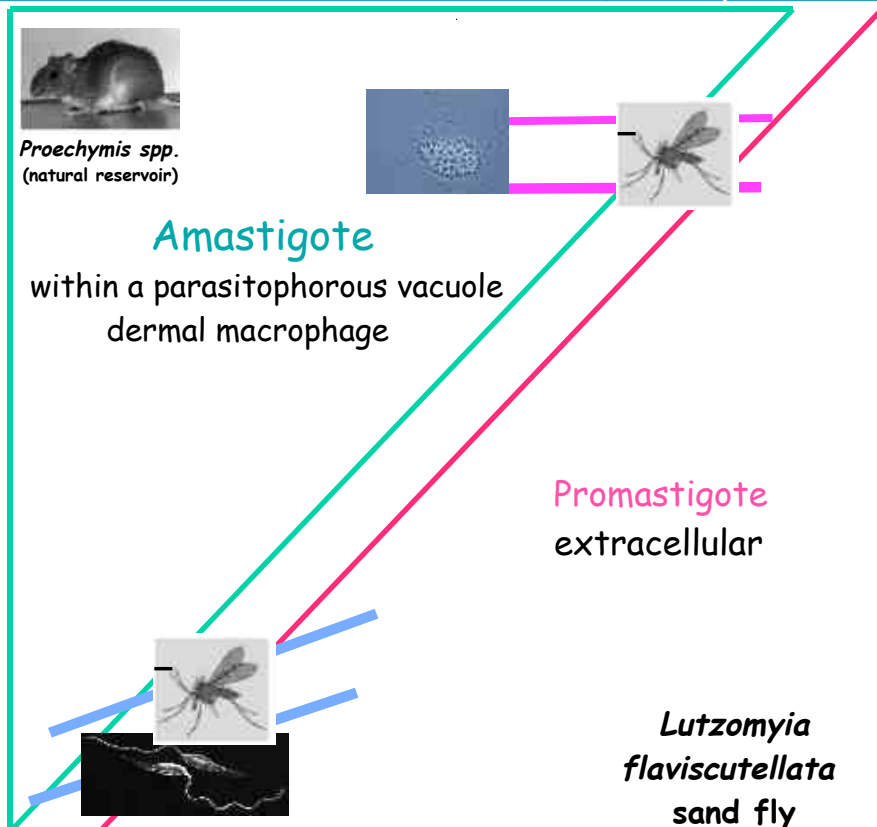 Proechymis spp.
(natural reservoir)
Amastigote
within a parasitophorous vacuole
dermal macrophage
Promastigote
extracellular
Lutzomyia
flaviscutellata
sand fly